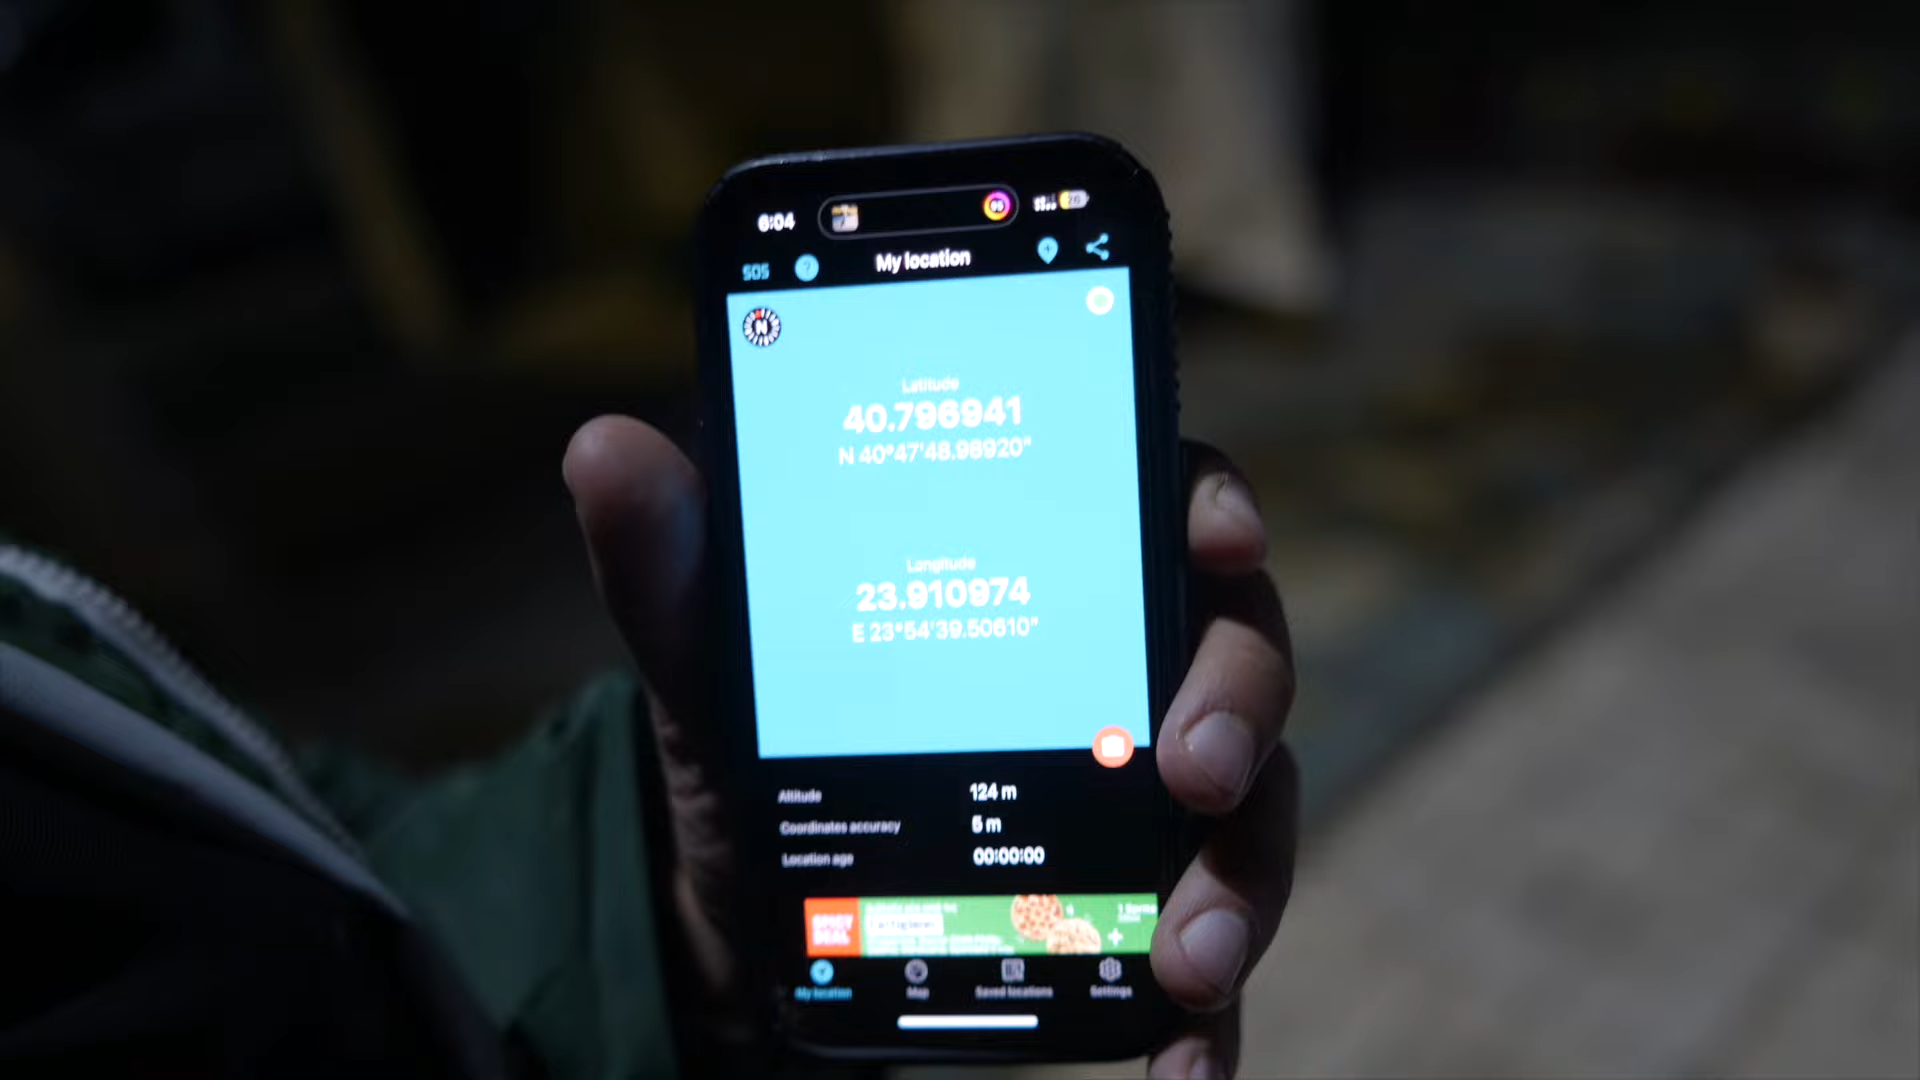 6:04
SOS ? My location
N
Latitude
40.796941
N 40°47'48.98920"
Longitude
23.910974
E 23°54'39.50610"
Altitude 124 m
Coordinates accuracy 5 m
Location age 00:00:00
SPICY
My location Map Saved locations Settings